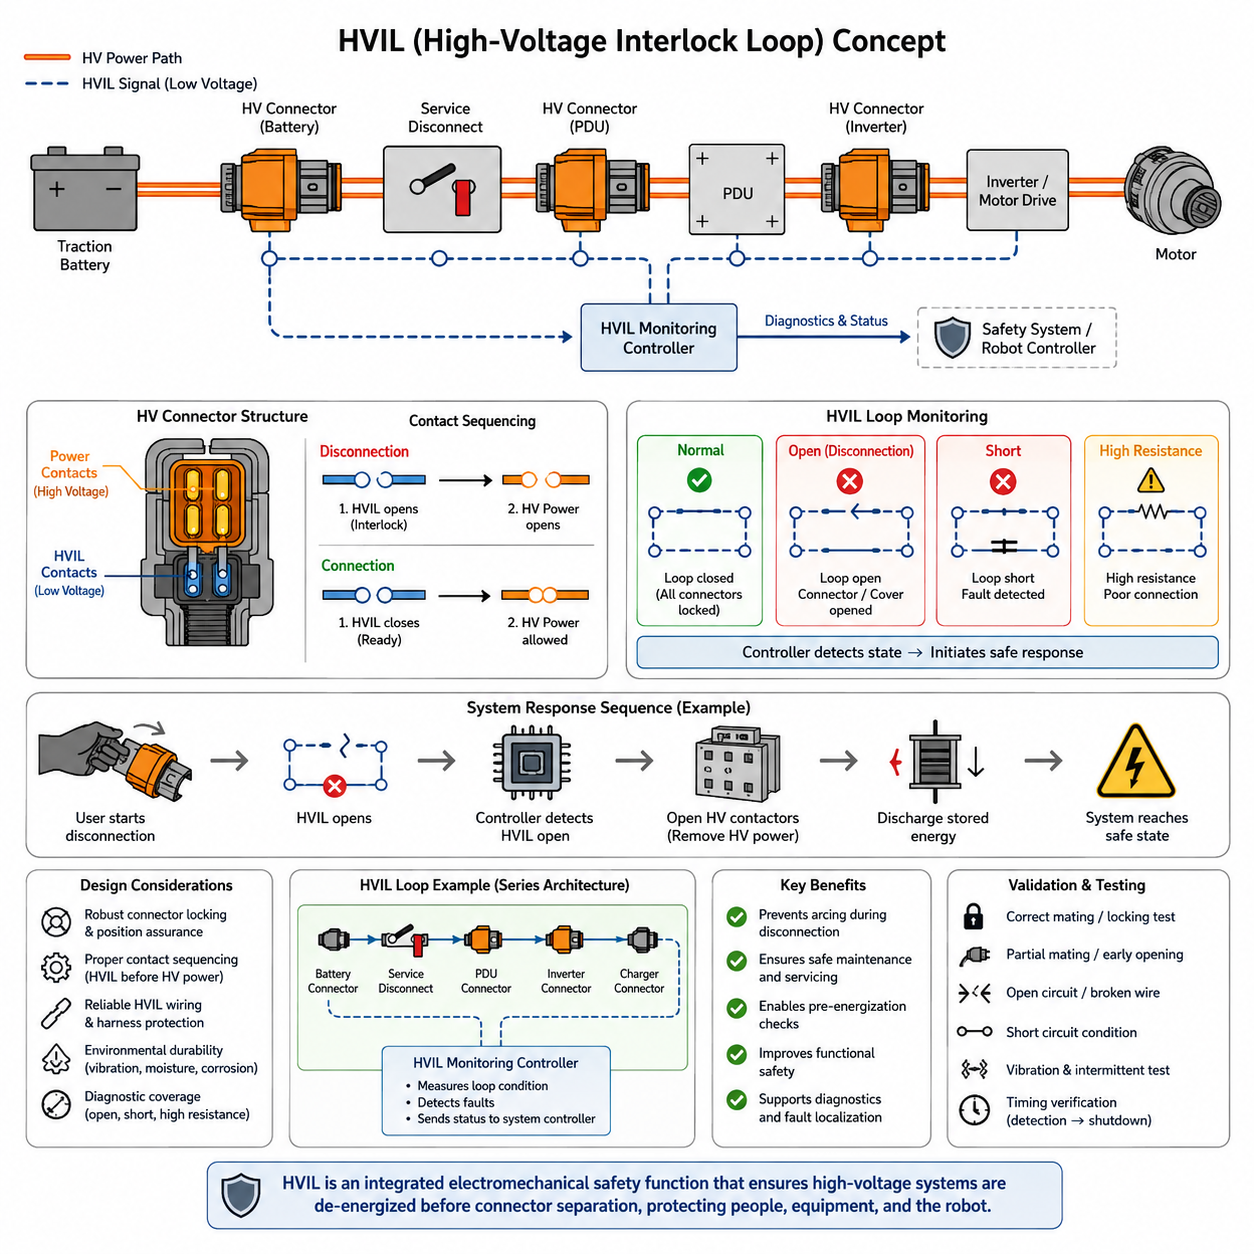 HVIL (High-Voltage Interlock Loop) Concept
HV Power Path
HVIL Signal (Low Voltage)
HV Connector
(Battery)
Service
Disconnect
HV Connector
(PDU)
HV Connector
(Inverter)
PDU
Inverter /
Motor Drive
Traction
Battery
Motor
HVIL Monitoring
Controller
Diagnostics & Status
Safety System /
Robot Controller
HV Connector Structure
Power
Contacts
(High Voltage)
HVIL
Contacts
(Low Voltage)
Contact Sequencing
Disconnection
1. HVIL opens
(Interlock)
2. HV Power
opens
Connection
1. HVIL closes
(Ready)
2. HV Power
allowed
HVIL Loop Monitoring
Normal
Loop closed
(All connectors
locked)
Open (Disconnection)
Loop open
Connector / Cover
opened
Short
Loop short
Fault detected
High Resistance
High resistance
Poor connection
Controller detects state → Initiates safe response
System Response Sequence (Example)
User starts
disconnection
HVIL opens
Controller detects
HVIL open
Open HV contactors
(Remove HV power)
Discharge stored
energy
System reaches
safe state
Design Considerations
Robust connector locking
& position assurance
Proper contact sequencing
(HVIL before HV power)
Reliable HVIL wiring
& harness protection
Environmental durability
(vibration, moisture, corrosion)
Diagnostic coverage
(open, short, high resistance)
HVIL Loop Example (Series Architecture)
Battery
Connector
Service
Disconnect
PDU
Connector
Inverter
Connector
Charger
Connector
HVIL Monitoring Controller
• Measures loop condition
• Detects faults
• Sends status to system controller
Key Benefits
Prevents arcing during
disconnection
Ensures safe maintenance
and servicing
Enables pre-energization
checks
Improves functional
safety
Supports diagnostics
and fault localization
Validation & Testing
Correct mating / locking test
Partial mating / early opening
Open circuit / broken wire
Short circuit condition
Vibration & intermittent test
Timing verification
(detection → shutdown)
HVIL is an integrated electromechanical safety function that ensures high-voltage systems are
de-energized before connector separation, protecting people, equipment, and the robot.